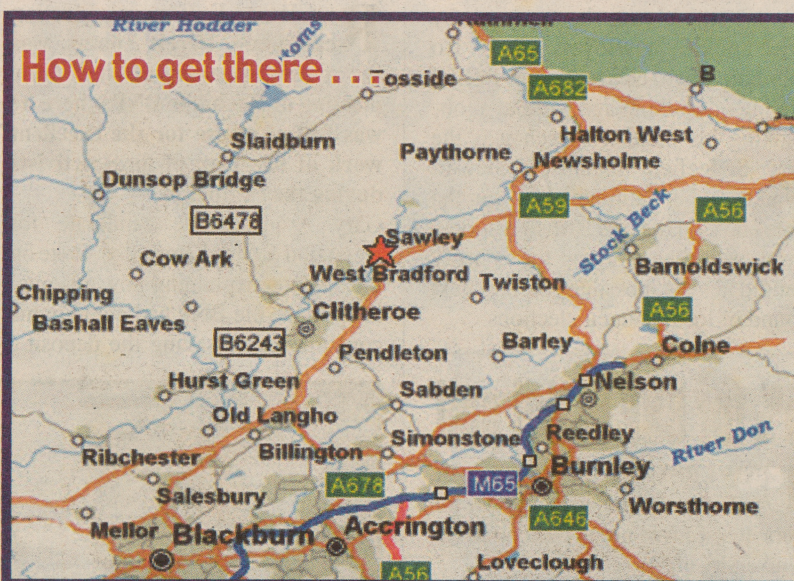 River Hodder
toms
A65
How to get there . . .
Tosside
A682
B
Halton West
Slaidburn
Paythorne
Newsholme
Dunsop Bridge
A59
A56
B6478
Stock Beck
Sawley
Cow Ark
West Bradford
Barnoldswick
Twiston
Chipping
Clitheroe
A56
Bashall Eaves
B6243
Barley
Colne
Pendleton
Hurst Green
Sabden
Nelson
Old Langho
Simonstone
Reedley
River Don
Ribchester
Billington
Burnley
Salesbury
A678
M65
Worsthorne
Mellor
Blackburn
Accrington
A646
Loveclough
A56